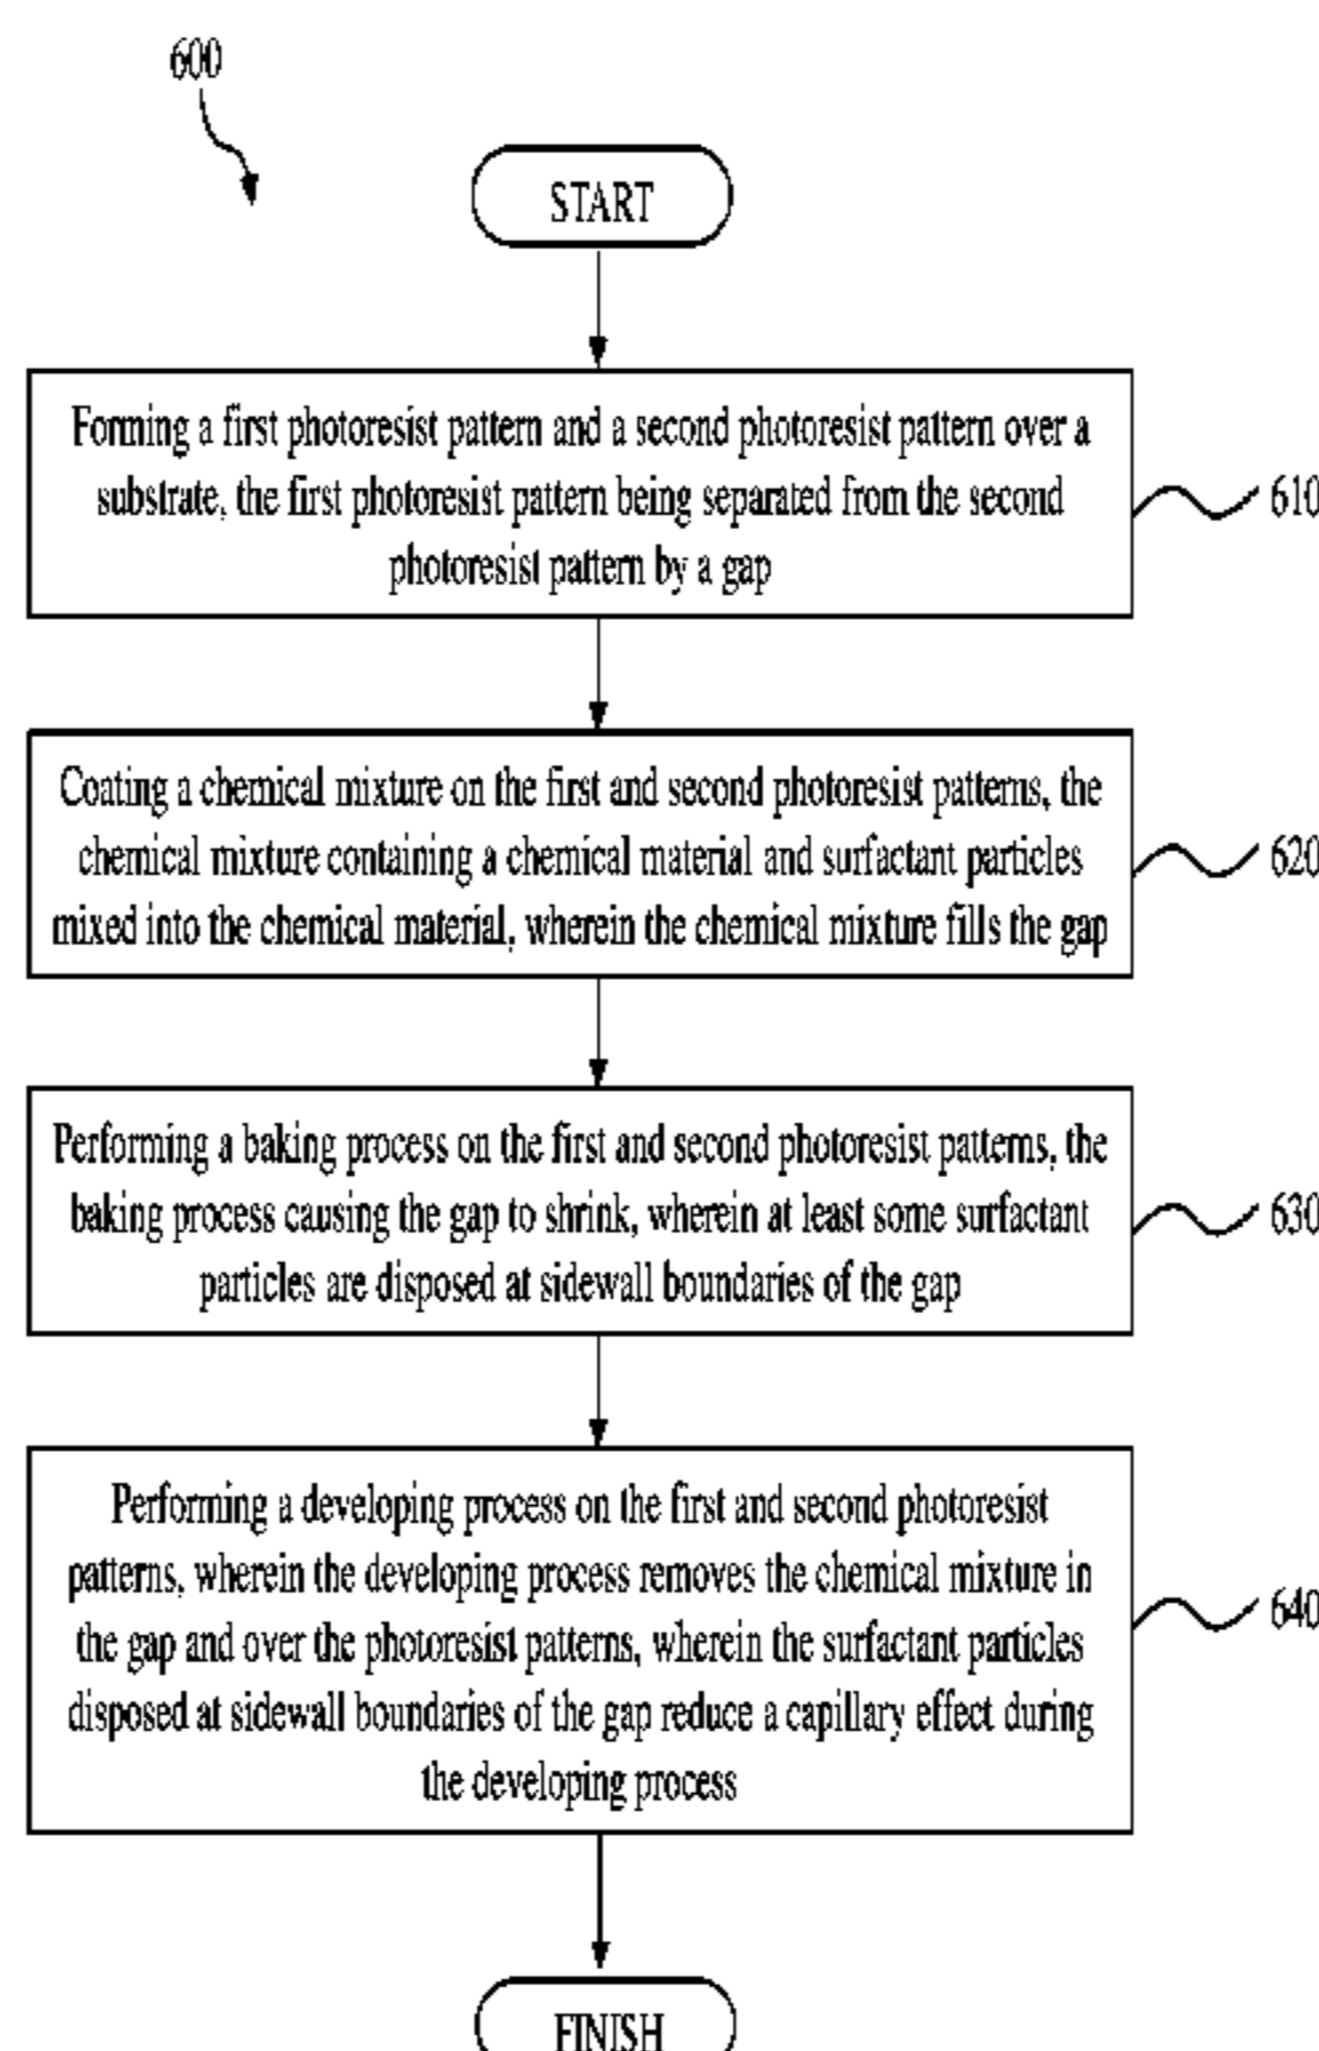 600
START
Forming a first photoresist pattern and a second photoresist pattern over a
substrate, the first photoresist pattern being separated from the second
photoresist pattern by a gap
610
Coating a chemical mixture on the first and second photoresist patterns, the
chemical mixture containing a chemical material and surfactant particles
mixed into the chemical material, wherein the chemical mixture fills the gap
620
Performing a baking process on the first and second photoresist patterns, the
baking process causing the gap to shrink, wherein at least some surfactant
particles are disposed at sidewall boundaries of the gap
630
Performing a developing process on the first and second photoresist
patterns, wherein the developing process removes the chemical mixture in
the gap and over the photoresist patterns, wherein the surfactant particles
disposed at sidewall boundaries of the gap reduce a capillary effect during
the developing process
640
FINISH